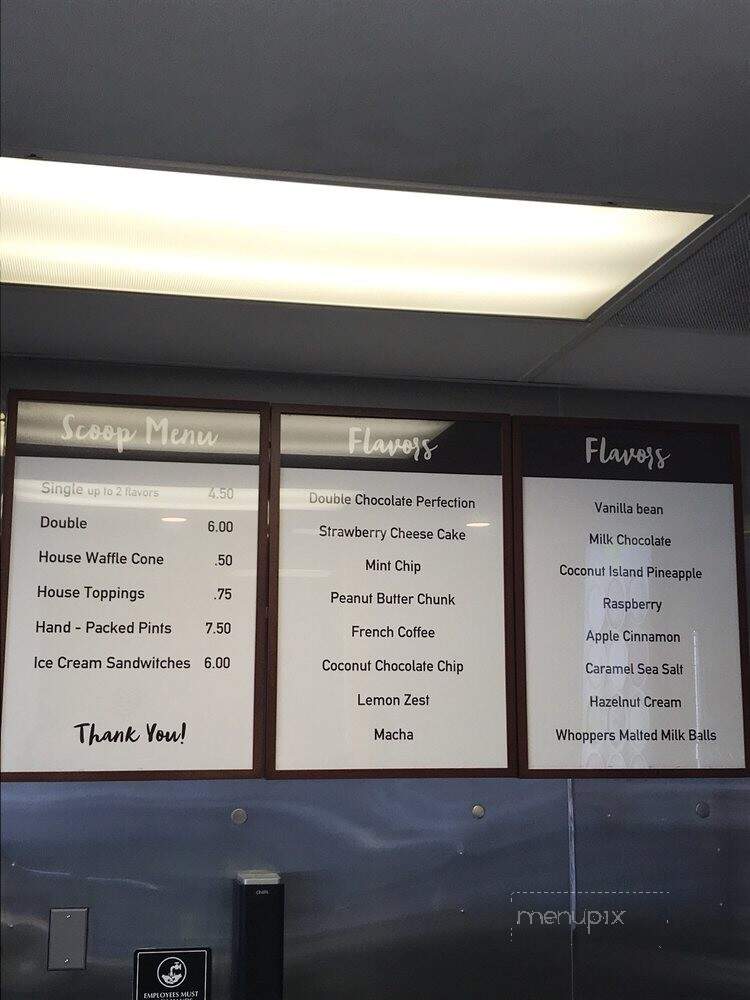 Scoop Menu
Single up to 2 flavors 4.50
Double 6.00
House Waffle Cone .50
House Toppings .75
Hand - Packed Pints 7.50
Ice Cream Sandwitches 6.00
Thank You!
Flavors
Double Chocolate Perfection
Strawberry Cheese Cake
Mint Chip
Peanut Butter Chunk
French Coffee
Coconut Chocolate Chip
Lemon Zest
Macha
Flavors
Vanilla bean
Milk Chocolate
Coconut Island Pineapple
Raspberry
Apple Cinnamon
Caramel Sea Salt
Hazelnut Cream
Whoppers Malted Milk Balls
EMPLOYEES MUST
menupix